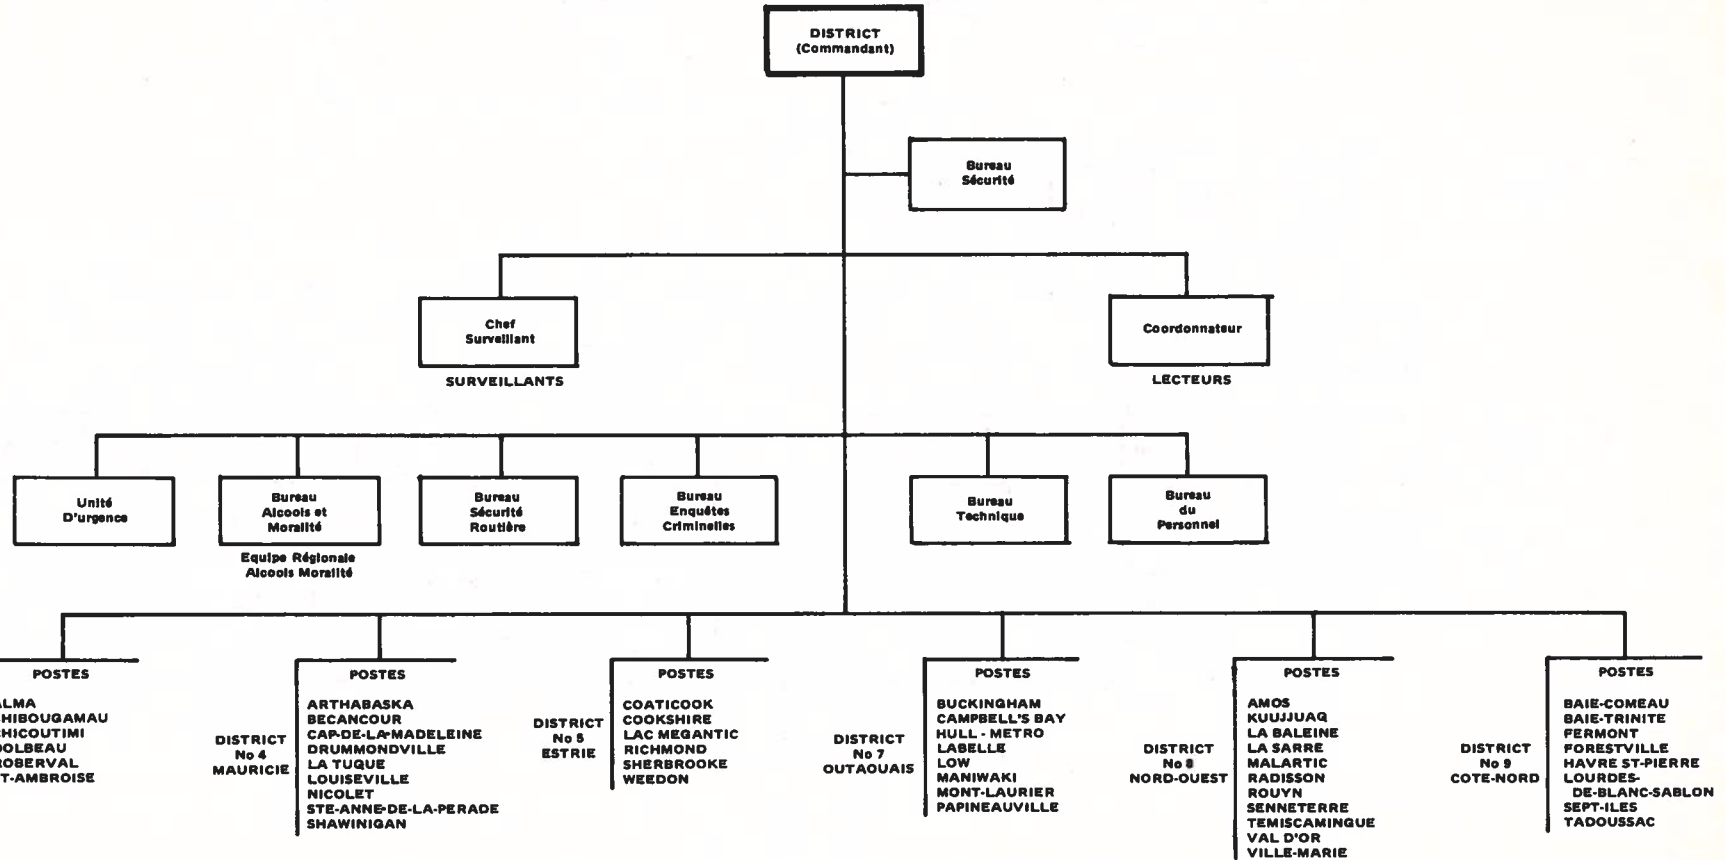 DISTRICT
(Commandant)
Bureau
Sécurité
Chef
Surveillant
SURVEILLANTS
Coordonnateur
LECTEURS
Unité
D'urgence
Bureau
Alcools et
Moralité
Equipe Régionale
Alcools Moralité
Bureau
Sécurité
Routière
Bureau
Enquêtes
Criminelles
Bureau
Technique
Bureau
du
Personnel
POSTES
LMA
HIBOUGAMAU
HICOUTIMI
OLBEAU
ROBERVAL
T-AMBROISE
DISTRICT
No 4
MAURICIE
POSTES
ARTHABASKA
BECANCOUR
CAP-DE-LA-MADELEINE
DRUMMONDVILLE
LA TUQUE
LOUISEVILLE
NICOLET
STE-ANNE-DE-LA-PERADE
SHAWINIGAN
DISTRICT
No 5
ESTRIE
POSTES
COATICOOK
COOKSHIRE
LAC MEGANTIC
RICHMOND
SHERBROOKE
WEEDON
DISTRICT
No 7
OUTAOUAIS
POSTES
BUCKINGHAM
CAMPBELL'S BAY
HULL - METRO
LABELLE
LOW
MANIWAKI
MONT-LAURIER
PAPINEAUVILLE
DISTRICT
No 8
NORD-OUEST
POSTES
AMOS
KUUJJUAQ
LA BALEINE
LA SARRE
MALARTIC
RADISSON
ROUYN
SENNETERRE
TEMISCAMINGUE
VAL D'OR
VILLE-MARIE
DISTRICT
No 9
COTE-NORD
POSTES
BAIE-COMEAU
BAIE-TRINITE
FERMONT
FORESTVILLE
HAVRE ST-PIERRE
LOURDES-
DE-BLANC-SABLON
SEPT-ILES
TADOUSSAC